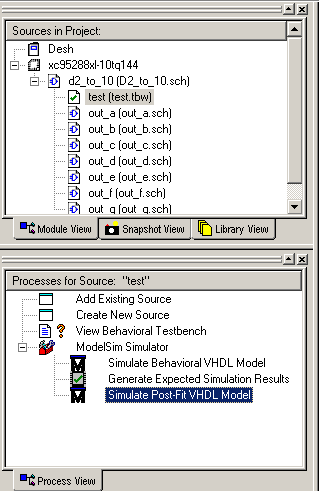 Sources in Project:
Desh
xc95288xl-10tq144
d2_to_10 (D2_to_10.sch)
test (test.tbw)
out_a (out_a.sch)
out_b (out_b.sch)
out_c (out_c.sch)
out_d (out_d.sch)
out_e (out_e.sch)
out_f (out_f.sch)
out_g (out_g.sch)
Module View
Snapshot View
Library View
Processes for Source: "test"
Add Existing Source
Create New Source
View Behavioral Testbench
ModelSim Simulator
Simulate Behavioral VHDL Model
Generate Expected Simulation Results
Simulate Post-Fit VHDL Model
Process View